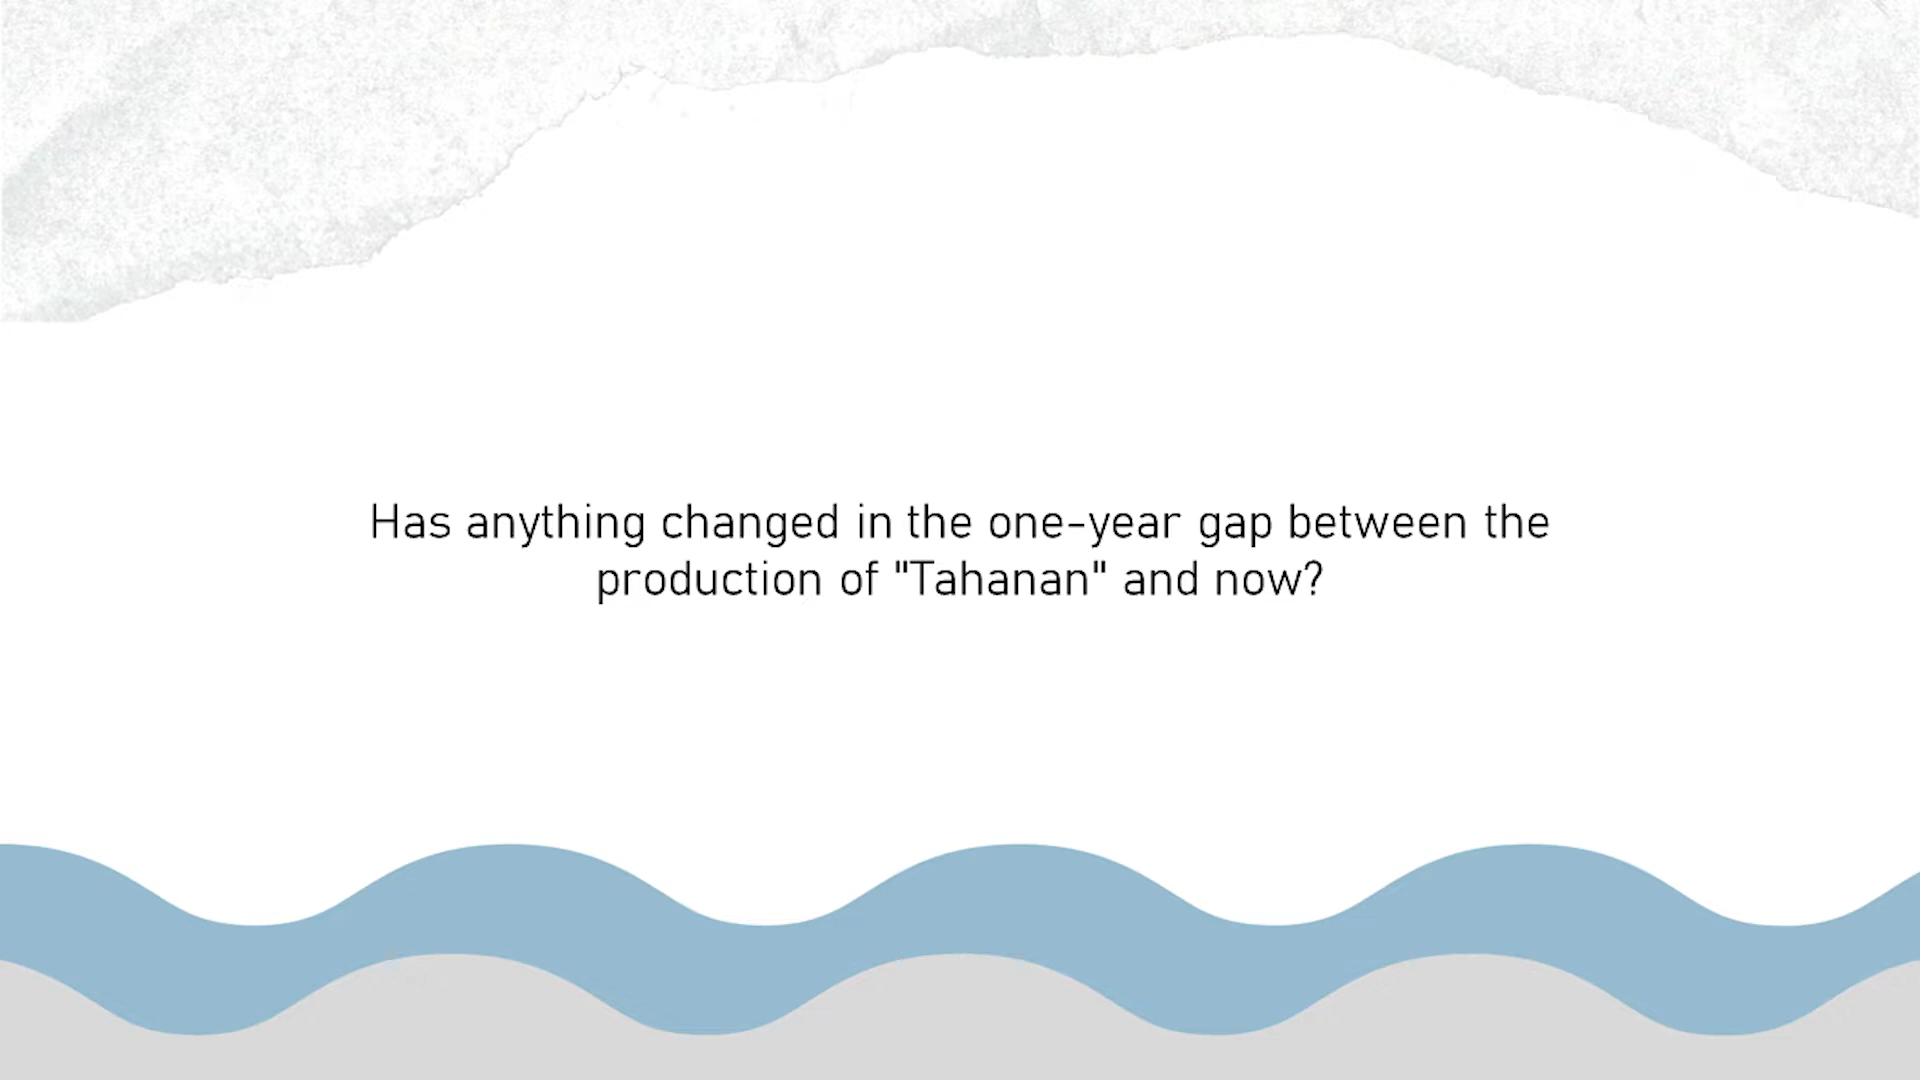 Has anything changed in the one-year gap between the
production of "Tahanan" and now?